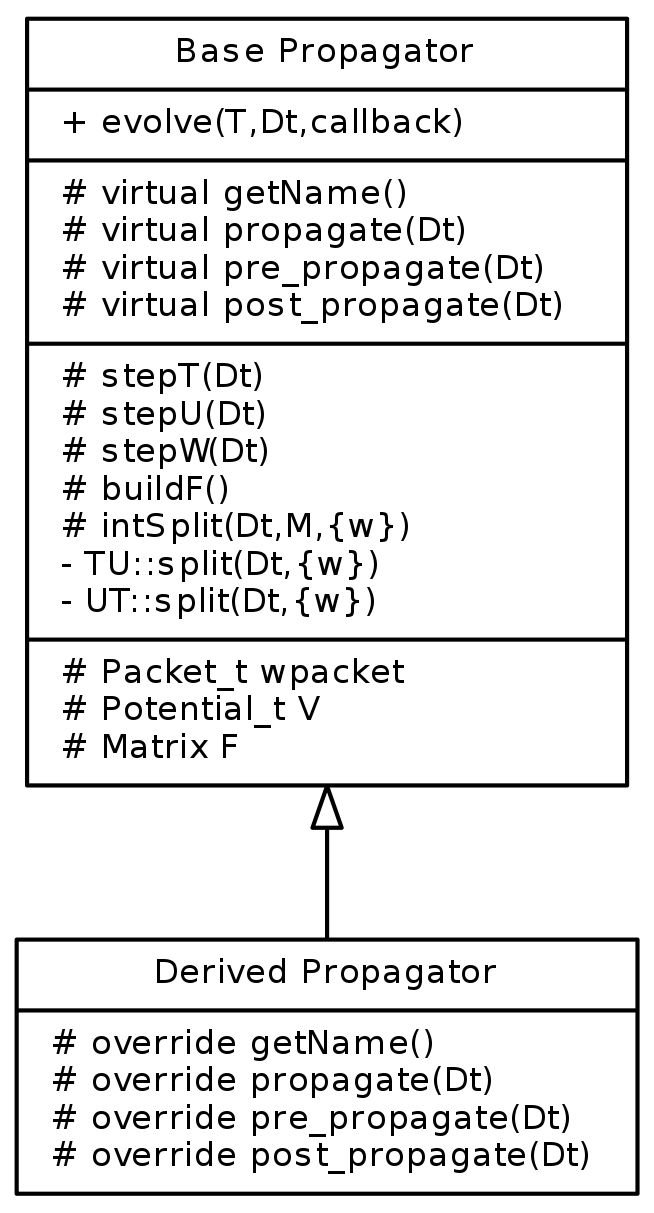 Base Propagator
+ evolve(T,Dt,callback)
# virtual getName()
# virtual propagate(Dt)
# virtual pre_propagate(Dt)
# virtual post_propagate(Dt)
# stepT(Dt)
# stepU(Dt)
# stepW(Dt)
# buildF()
# intSplit(Dt,M,{w})
- TU::split(Dt,{w})
- UT::split(Dt,{w})
# Packet_t wpacket
# Potential_t V
# Matrix F
Derived Propagator
# override getName()
# override propagate(Dt)
# override pre_propagate(Dt)
# override post_propagate(Dt)